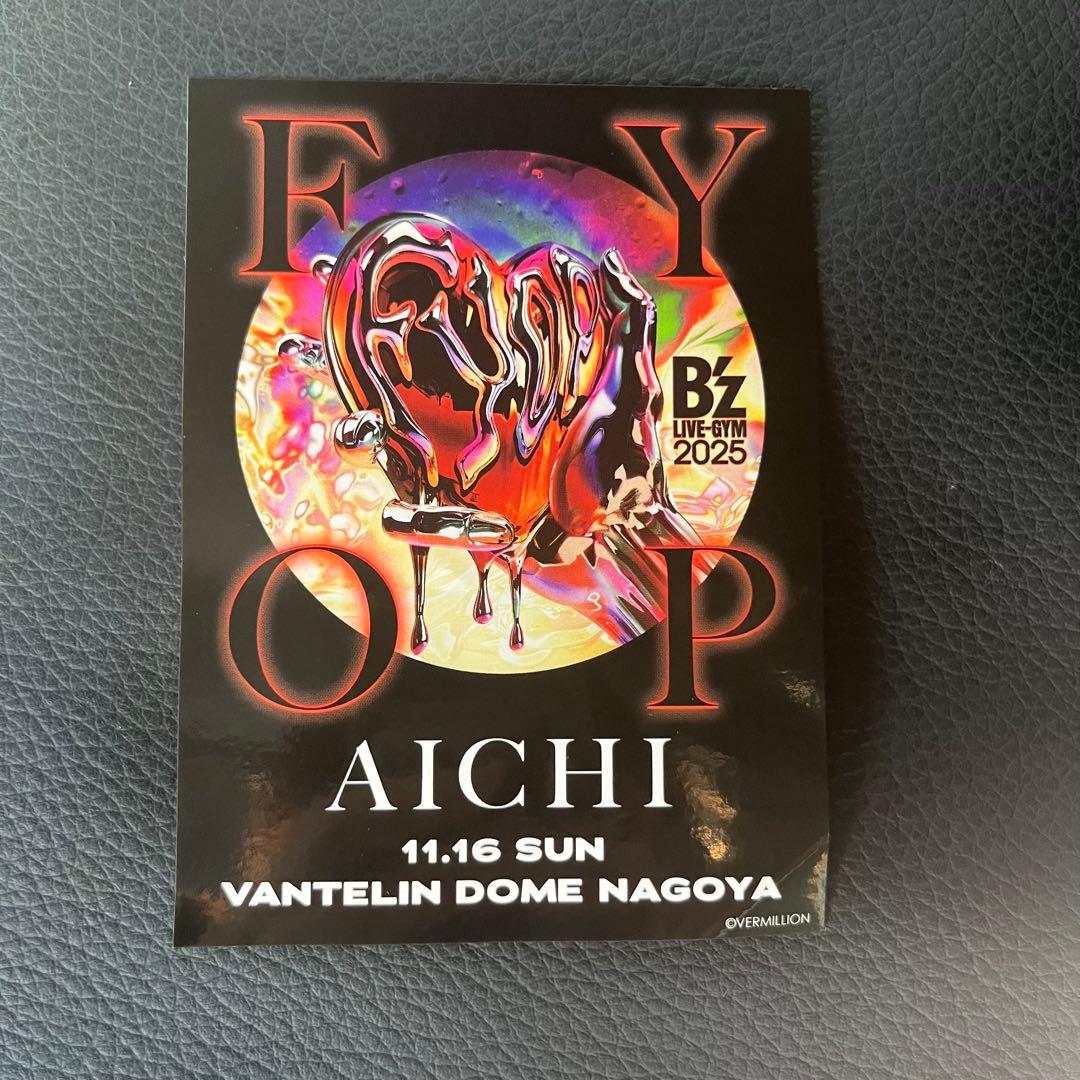 F Y
FYOP
B'z
LIVE-GYM
2025
O P
AICHI
11.16 SUN
VANTELIN DOME NAGOYA
©VERMILLION